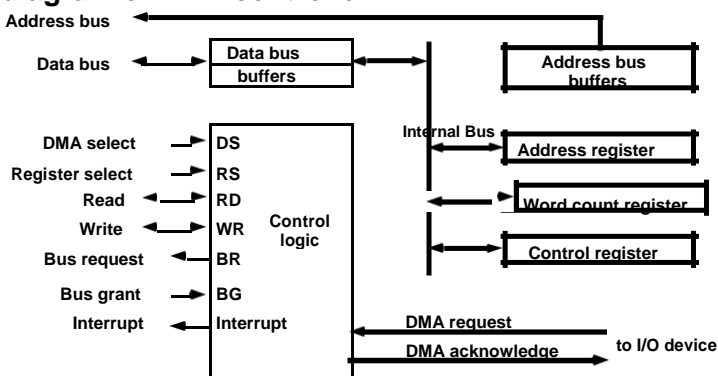 Address bus
Data bus
Data bus
buffers
Address bus
buffers
Internal Bus
DMA select
DS
Address register
Register select
RS
Read
RD
Word count register
Write
WR
Control
logic
Bus request
BR
Control register
Bus grant
BG
Interrupt
Interrupt
DMA request
to I/O device
DMA acknowledge